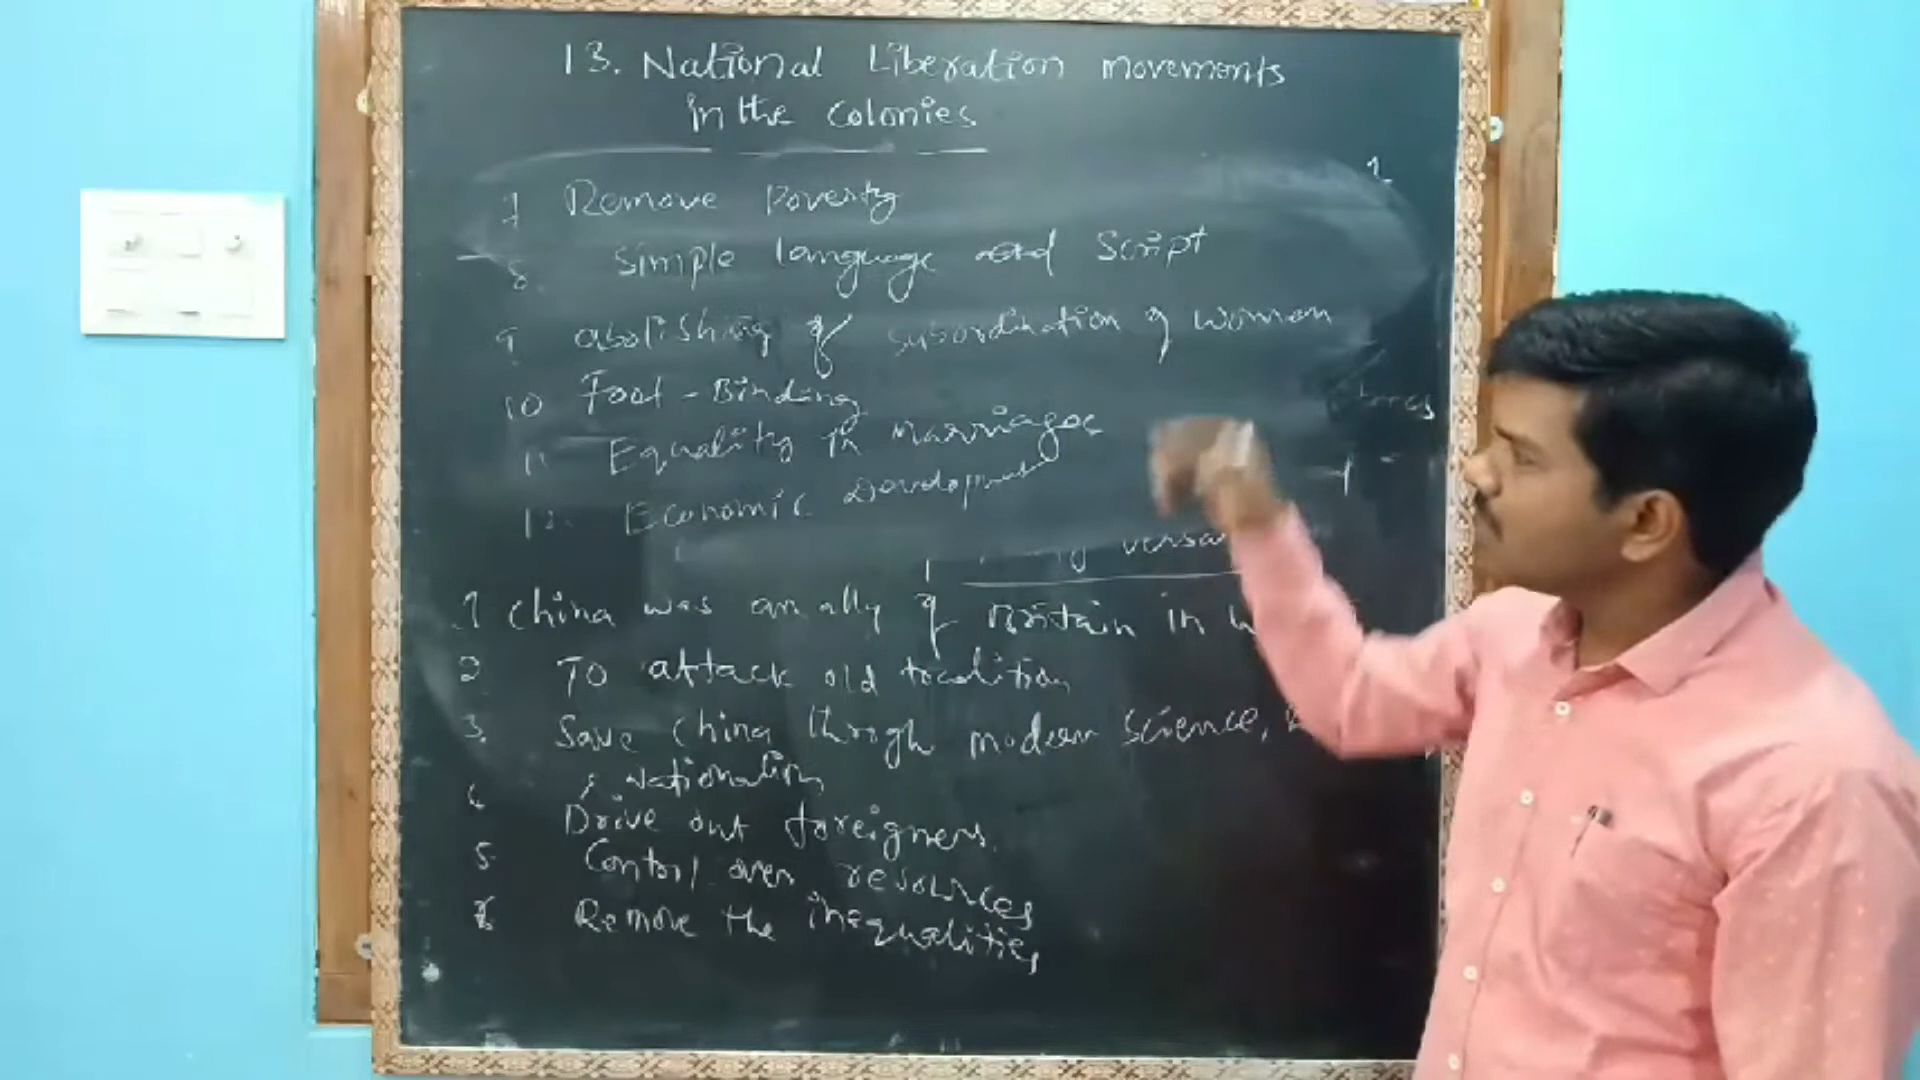 13. National Liberation movements
in the colonies
7 Remove Poverty
8 Simple language and Script
9 abolishing of subordination of women
10 Foot-Binding
11 Equality in Marriages
12. Economic Development
versa
1 China was an ally of Britain in
2 To attack old tradition
3. Save China throgh modern science,
& nationalism
4 Drive out foreigners.
5. Control over resources
6 Remove the inequalities